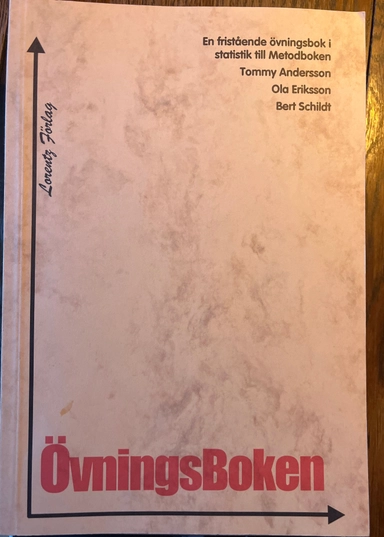 En fristående övningsbok i
statistik till Metodboken
Tommy Andersson
Ola Eriksson
Bert Schildt
Lorentz Förlag
ÖvningsBoken